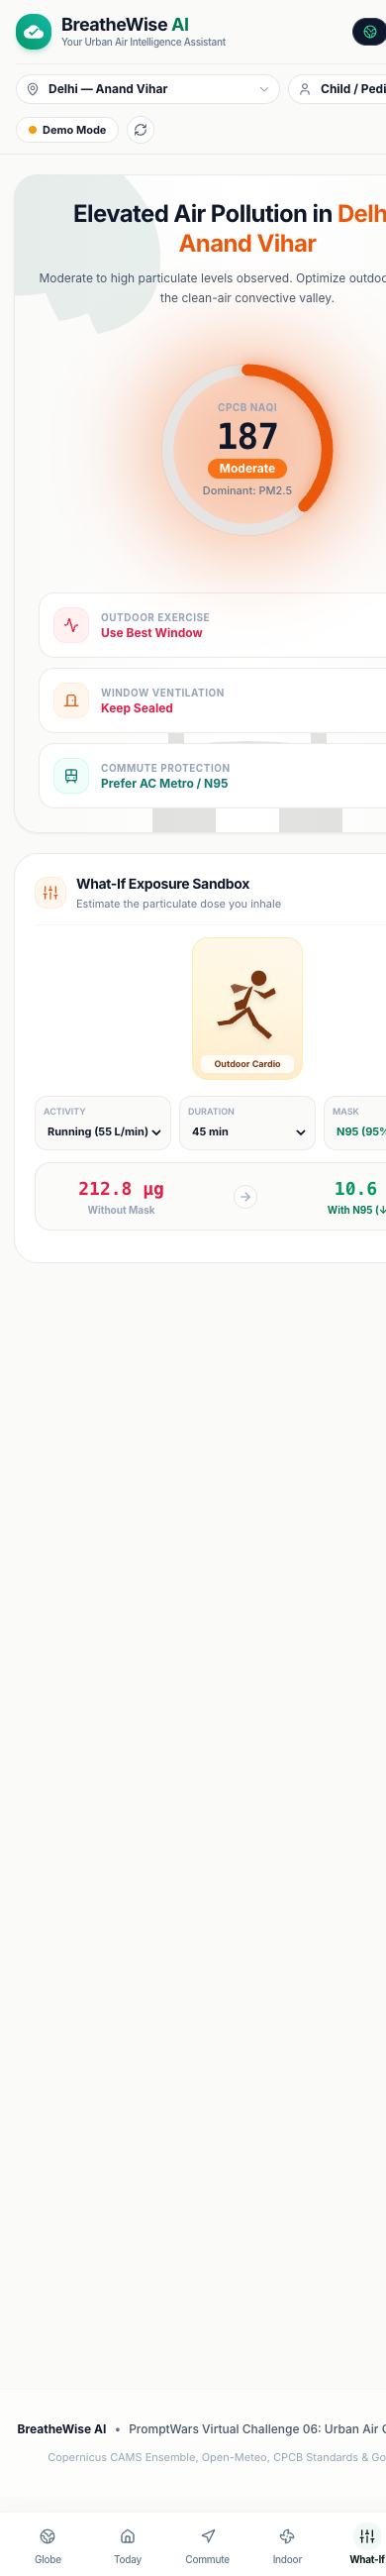 BreatheWise AI
Your Urban Air Intelligence Assistant
Delhi — Anand Vihar
Child / Pedi
Demo Mode
Elevated Air Pollution in Delh
Anand Vihar
Moderate to high particulate levels observed. Optimize outdoo
the clean-air convective valley.
CPCB NAQI
187
Moderate
Dominant: PM2.5
OUTDOOR EXERCISE
Use Best Window
WINDOW VENTILATION
Keep Sealed
COMMUTE PROTECTION
Prefer AC Metro / N95
What-If Exposure Sandbox
Estimate the particulate dose you inhale
Outdoor Cardio
ACTIVITY
Running (55 L/min)
DURATION
45 min
MASK
N95 (95%
212.8 µg
Without Mask
10.6
With N95 (↓
BreatheWise AI • PromptWars Virtual Challenge 06: Urban Air
Copernicus CAMS Ensemble, Open-Meteo, CPCB Standards & Go
Globe
Today
Commute
Indoor
What-If